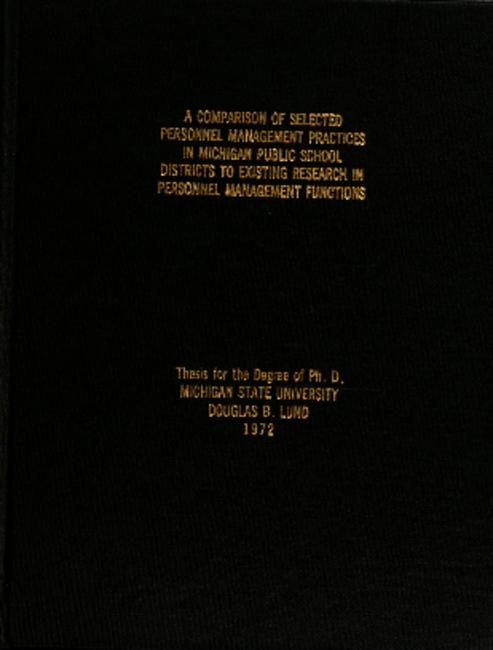 A COMPARISON OF SELECTED
PERSONNEL MANAGEMENT PRACTICES
IN MICHIGAN PUBLIC SCHOOL
DISTRICTS TO EXISTING RESEARCH IN
PERSONNEL MANAGEMENT FUNCTIONS
Thesis for the Degree of Ph. D.
MICHIGAN STATE UNIVERSITY
DOUGLAS B. LUND
1972